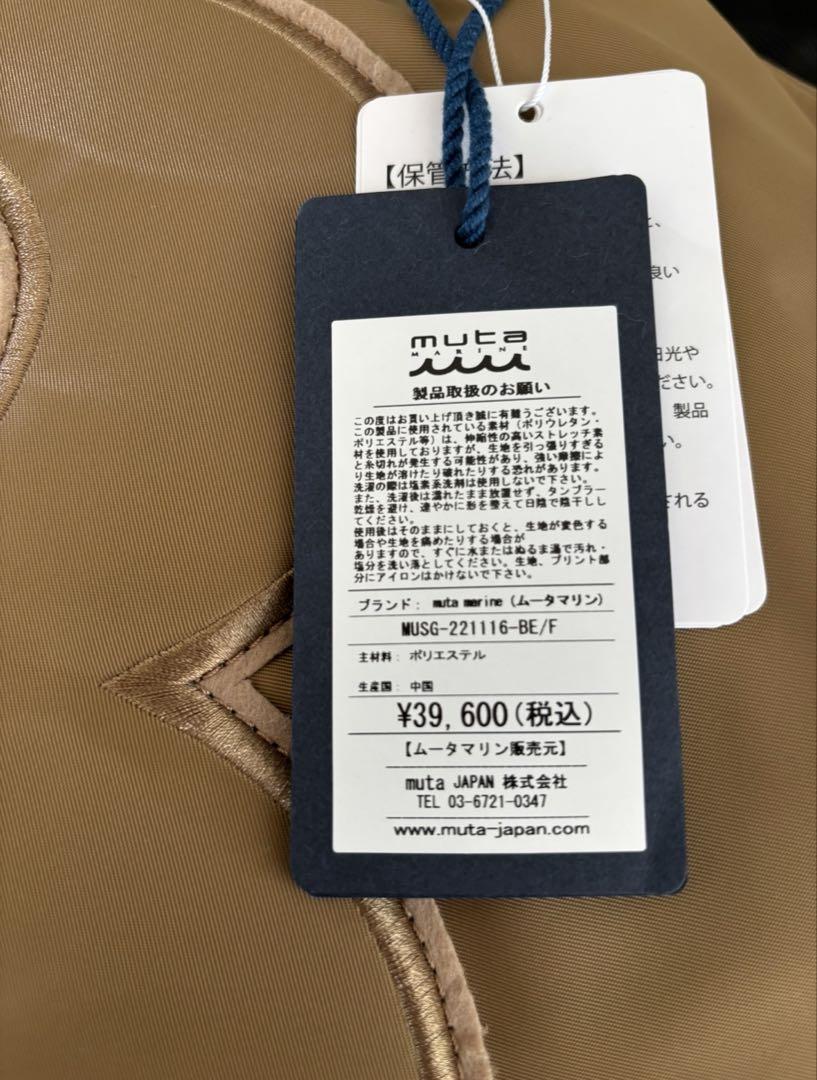 【保管方法】
と、
良い
日光や
ださい。
製品
い。
される
muta
MARINE
製品取扱のお願い
この度はお買い上げ頂き誠に有難うございます。
この製品に使用されている素材（ポリウレタン・
ポリエステル等）は、伸縮性の高いストレッチ素
材を使用しておりますが、生地を引っ張りすぎる
と糸切れが発生する可能性があり、強い摩擦によ
り生地が溶けたり破れたりする恐れがあります。
洗濯の際は塩素系洗剤は使用しないで下さい。
また、洗濯後は濡れたまま放置せず、タンブラー
乾燥を避け、速やかに形を整えて日陰で陰干しし
てください。
使用後はそのままにしておくと、生地が変色する
場合や生地を痛めたりする場合が
ありますので、すぐに水またはぬるま湯で汚れ・
塩分を洗い落としてください。生地、プリント部
分にアイロンはかけないで下さい。
ブランド： muta marine（ムータマリン）
MUSG-221116-BE/F
主材料： ポリエステル
生産国： 中国
¥39,600(税込)
【ムータマリン販売元】
muta JAPAN 株式会社
TEL 03-6721-0347
www.muta-japan.com